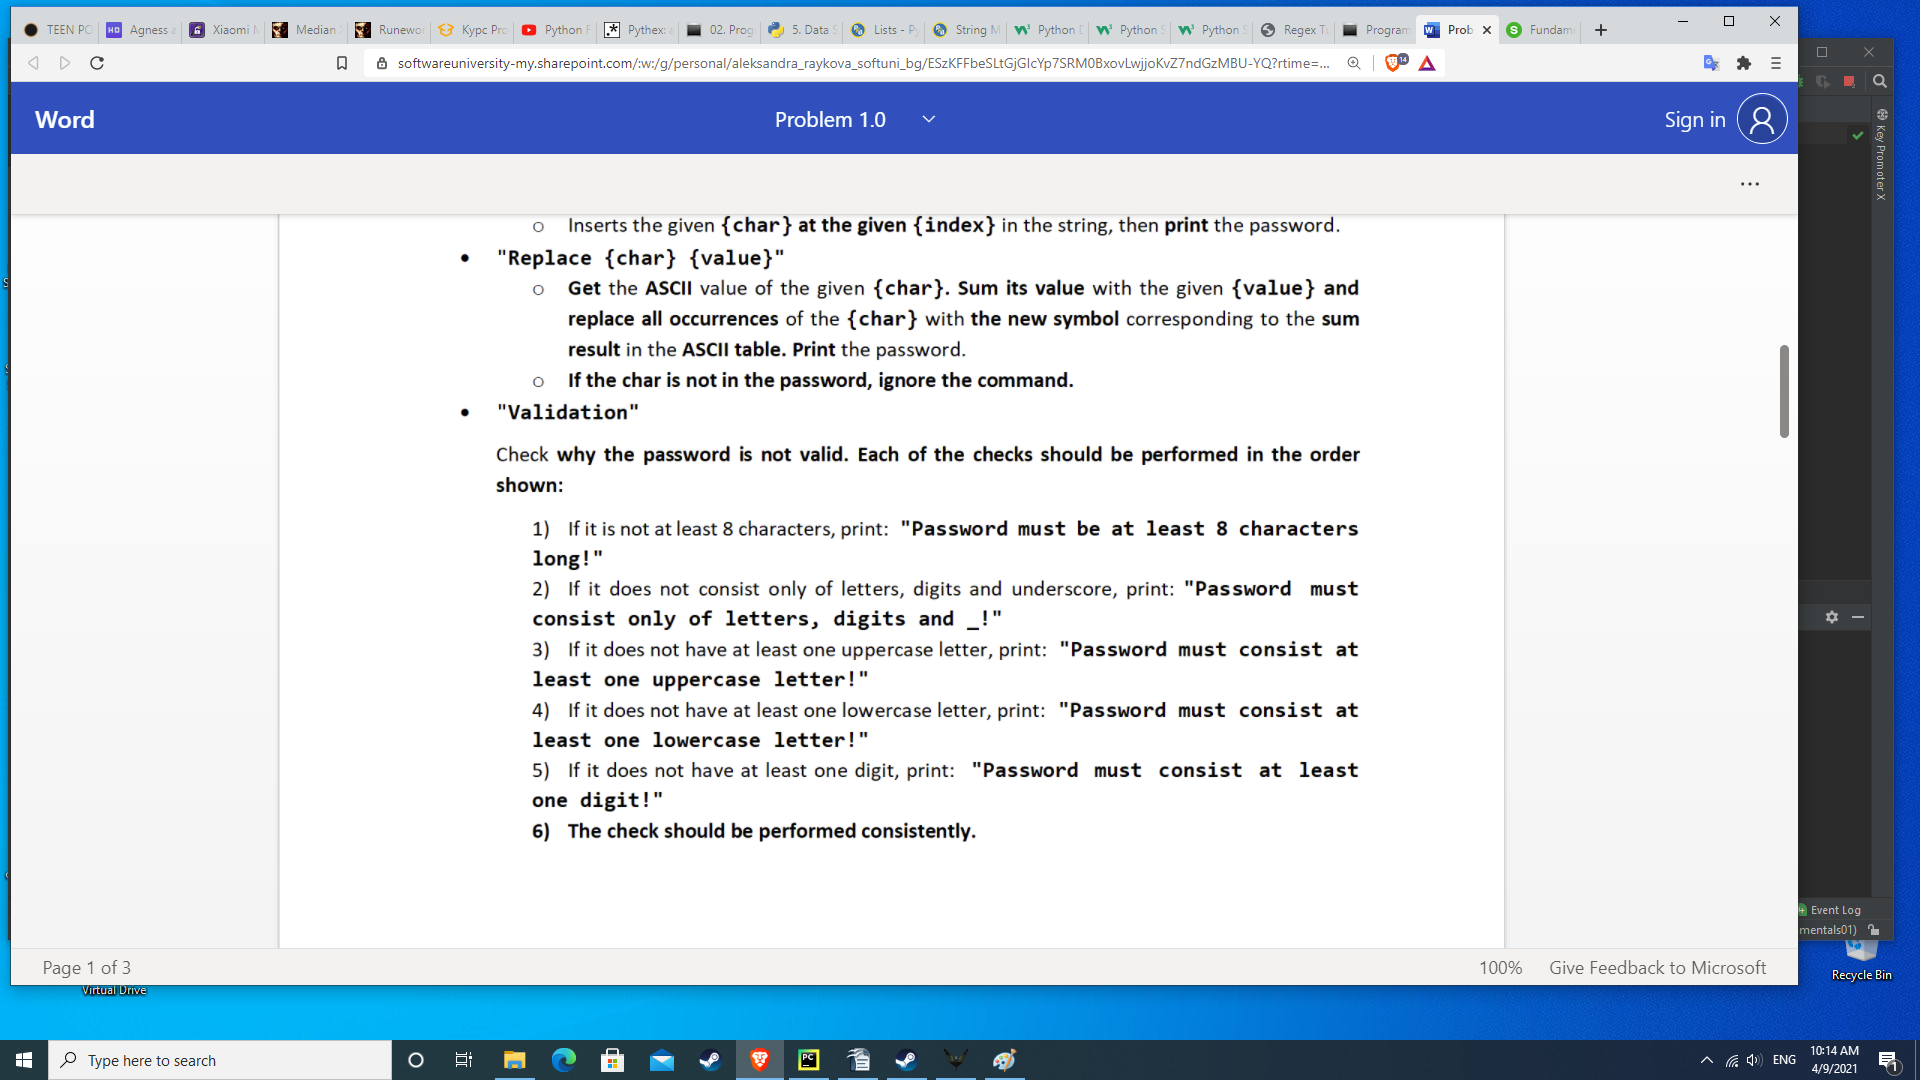 TEEN PO
Agness a
Xiaomi M
Median
Runewo
Курс Pro
Python F
Pythex: a
02. Prog
5. Data S
Lists - Py
String M
Python D
Python S
Python S
Regex Tu
Program
Prob
Fundam
softwareuniversity-my.sharepoint.com/:w:/g/personal/aleksandra_raykova_softuni_bg/ESzKFFbeSLtGjGIcYp7SRM0BxovLwjjoKvZ7ndGzMBU-YQ?rtime=...
14
Word
Problem 1.0
Sign in
Key Promoter X
o Inserts the given {char} at the given {index} in the string, then print the password.
• "Replace {char} {value}"
o Get the ASCII value of the given {char}. Sum its value with the given {value} and
replace all occurrences of the {char} with the new symbol corresponding to the sum
result in the ASCII table. Print the password.
o If the char is not in the password, ignore the command.
• "Validation"
Check why the password is not valid. Each of the checks should be performed in the order
shown:
1) If it is not at least 8 characters, print: "Password must be at least 8 characters
long!"
2) If it does not consist only of letters, digits and underscore, print: "Password must
consist only of letters, digits and _!"
3) If it does not have at least one uppercase letter, print: "Password must consist at
least one uppercase letter!"
4) If it does not have at least one lowercase letter, print: "Password must consist at
least one lowercase letter!"
5) If it does not have at least one digit, print: "Password must consist at least
one digit!"
6) The check should be performed consistently.
Event Log
mentals01)
Page 1 of 3
100%
Give Feedback to Microsoft
Recycle Bin
Virtual Drive
Type here to search
ENG
10:14 AM
4/9/2021
1